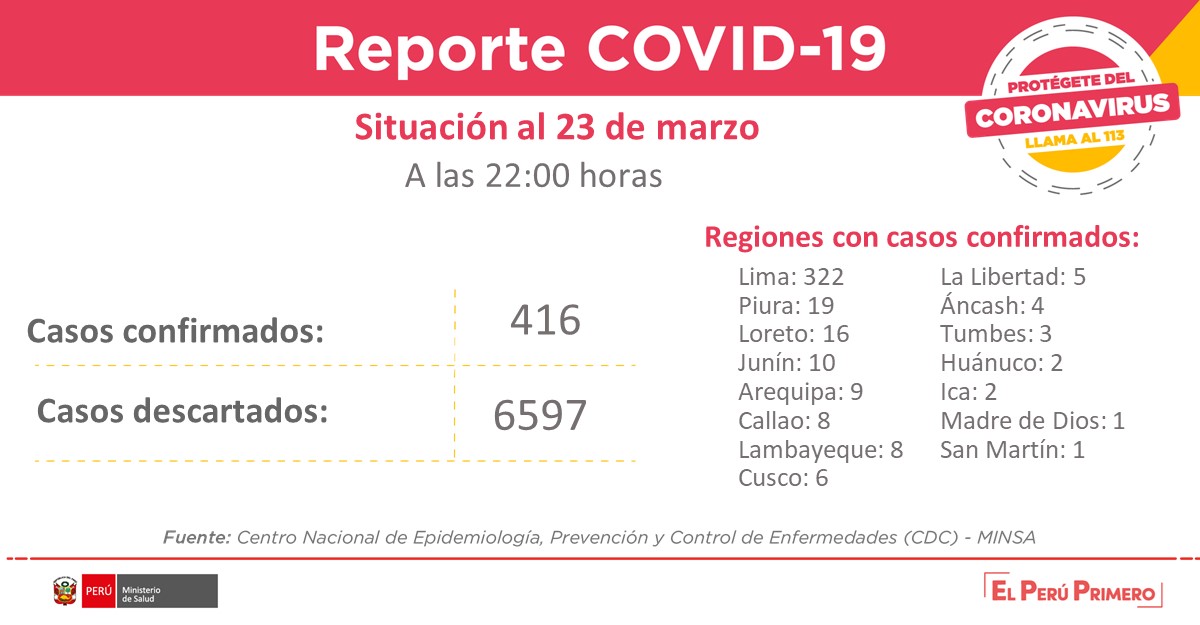 Reporte COVID-19
PROTÉGETE DEL
CORONAVIRUS
LLAMA AL 113
Situación al 23 de marzo
A las 22:00 horas
Casos confirmados:
416
Casos descartados:
6597
Regiones con casos confirmados:
Lima: 322
Piura: 19
Loreto: 16
Junín: 10
Arequipa: 9
Callao: 8
Lambayeque: 8
Cusco: 6
La Libertad: 5
Áncash: 4
Tumbes: 3
Huánuco: 2
Ica: 2
Madre de Dios: 1
San Martín: 1
Fuente: Centro Nacional de Epidemiología, Prevención y Control de Enfermedades (CDC) - MINSA
PERÚ
Ministerio
de Salud
EL PERÚ PRIMERO